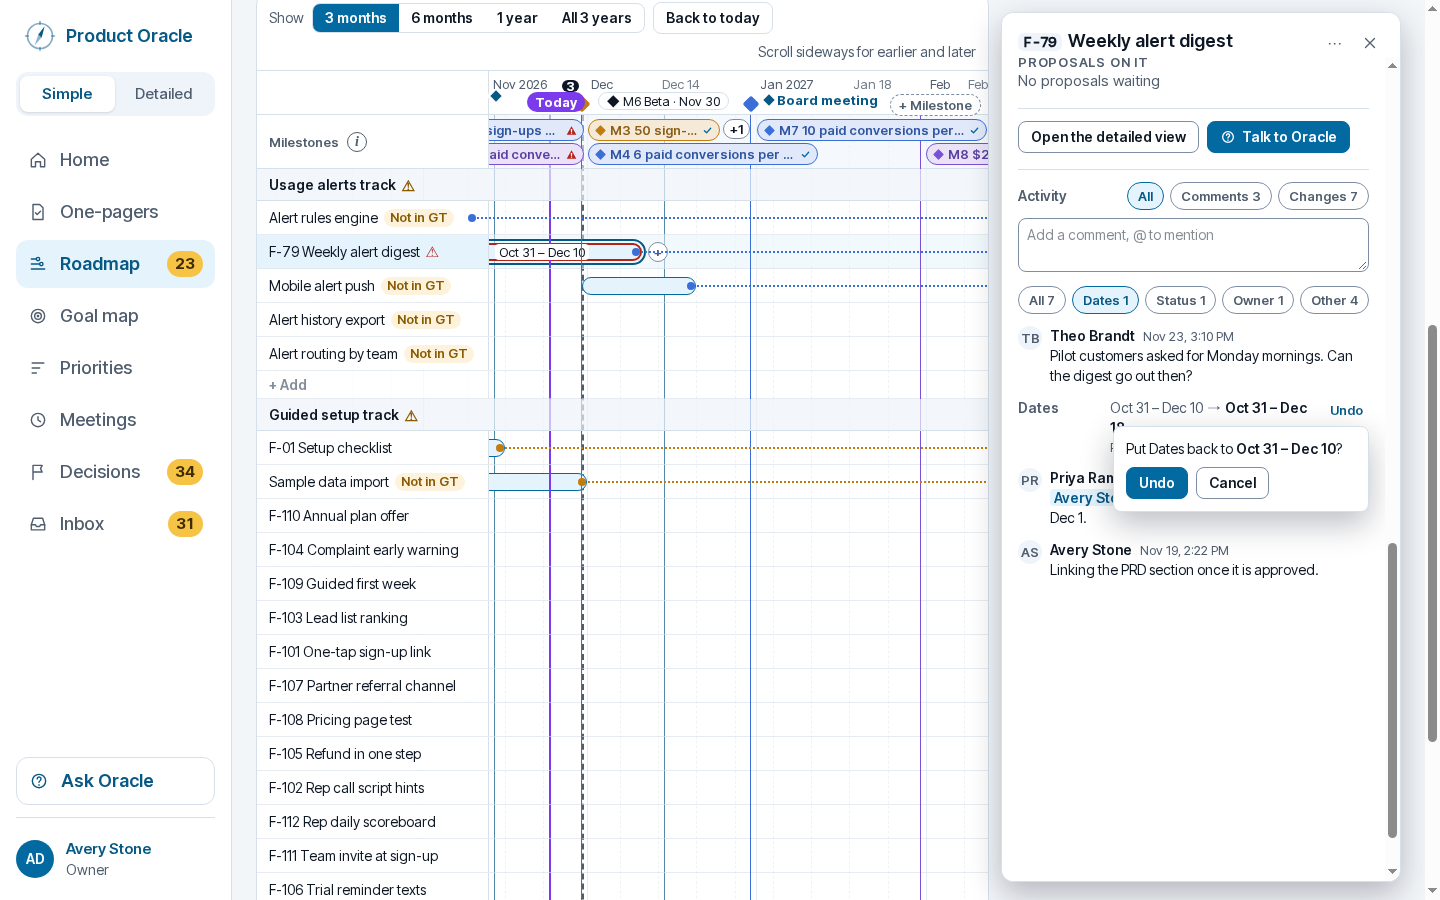 Product Oracle
Simple
Detailed
Home
One-pagers
Roadmap 23
Goal map
Priorities
Meetings
Decisions 34
Inbox 31
Ask Oracle
AD
Avery Stone
Owner
Show
3 months
6 months
1 year
All 3 years
Back to today
Scroll sideways for earlier and later
Nov 2026
3
Dec
Dec 14
Jan 2027
Jan 18
Feb
Feb
Today
M6 Beta · Nov 30
Board meeting
+ Milestone
Milestones
i
sign-ups ...
M3 50 sign-...
+1
M7 10 paid conversions per...
aid conve...
M4 6 paid conversions per ...
M8 $2
Usage alerts track
Alert rules engine Not in GT
F-79 Weekly alert digest
Oct 31 – Dec 10
Mobile alert push Not in GT
Alert history export Not in GT
Alert routing by team Not in GT
+ Add
Guided setup track
F-01 Setup checklist
Sample data import Not in GT
F-110 Annual plan offer
F-104 Complaint early warning
F-109 Guided first week
F-103 Lead list ranking
F-101 One-tap sign-up link
F-107 Partner referral channel
F-108 Pricing page test
F-105 Refund in one step
F-102 Rep call script hints
F-112 Rep daily scoreboard
F-111 Team invite at sign-up
F-106 Trial reminder texts
F-79 Weekly alert digest
PROPOSALS ON IT
No proposals waiting
Open the detailed view
Talk to Oracle
Activity
All
Comments 3
Changes 7
Add a comment, @ to mention
All 7
Dates 1
Status 1
Owner 1
Other 4
TB
Theo Brandt Nov 23, 3:10 PM
Pilot customers asked for Monday mornings. Can
the digest go out then?
Dates
Oct 31 – Dec 10 → Oct 31 – Dec
Undo
Put Dates back to Oct 31 – Dec 10?
Undo
Cancel
PR
Priya Ram
Avery Sto
Dec 1.
AS
Avery Stone Nov 19, 2:22 PM
Linking the PRD section once it is approved.